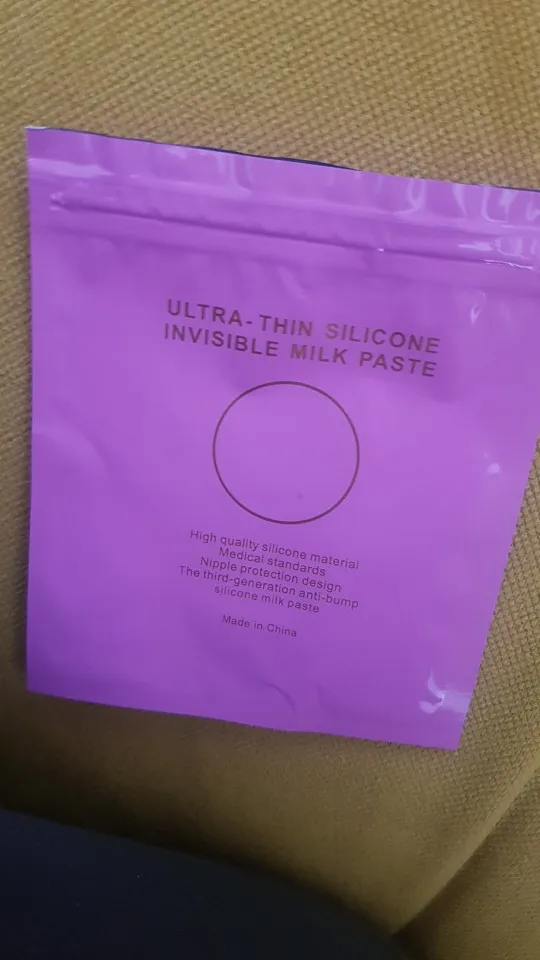 ULTRA-THIN SILICONE
INVISIBLE MILK PASTE
High quality silicone material
Medical standards
Nipple protection design
The third-generation anti-bump
silicone milk paste
Made in China